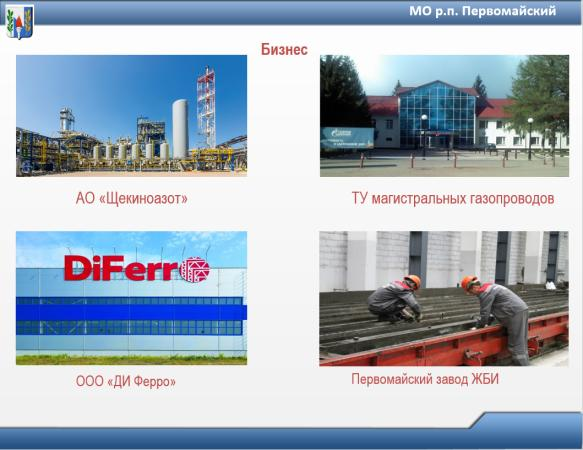 МО р.п. Первомайский
Бизнес
АО «Щекиноазот»
ТУ магистральных газопроводов
DiFerro
ООО «ДИ Ферро»
Первомайский завод ЖБИ